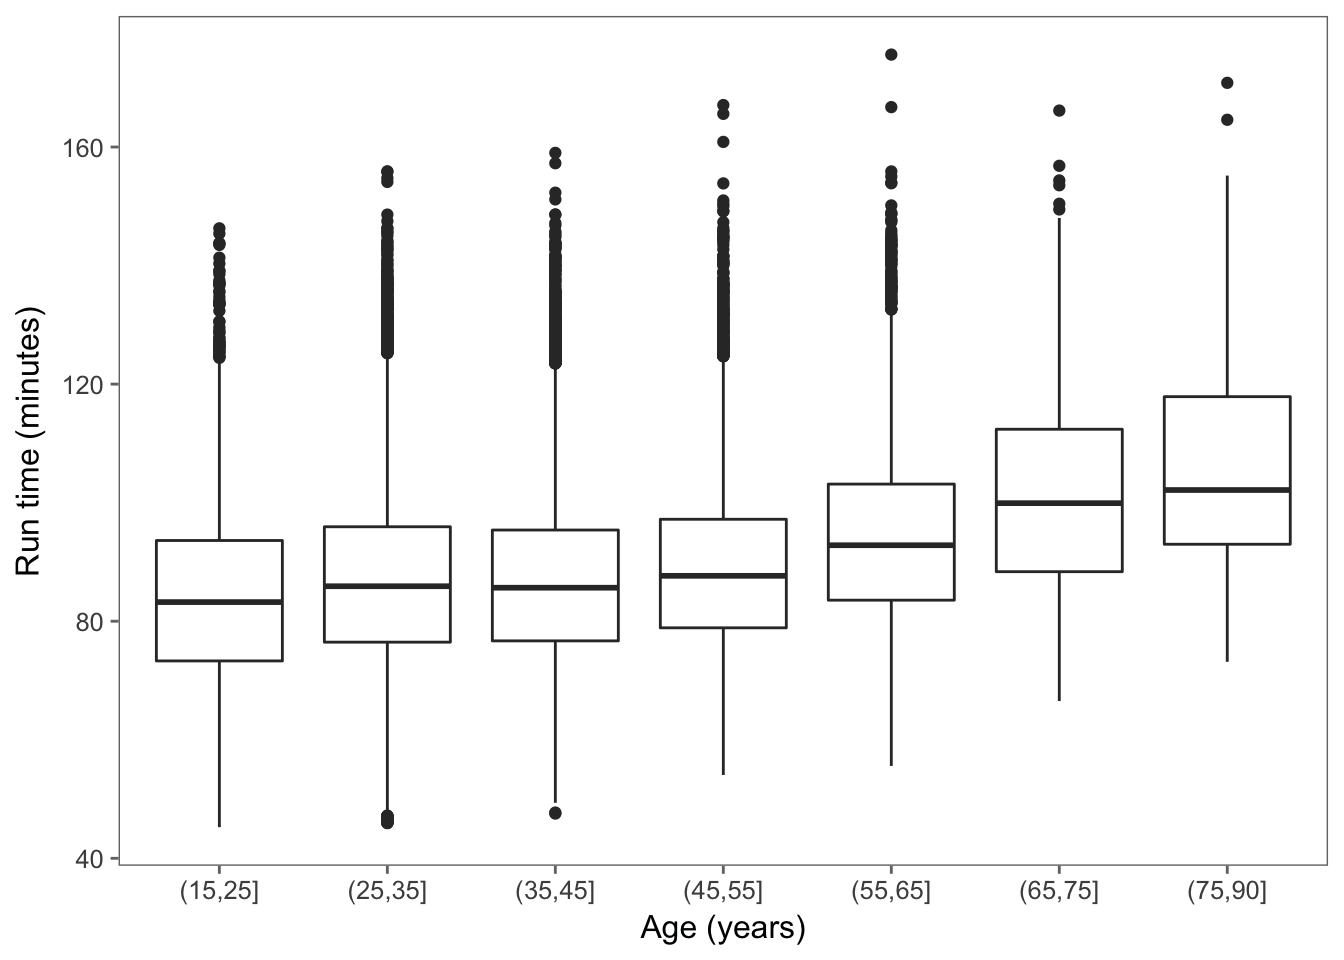 Run time (minutes)
160
120
80
40
(15,25] (25,35] (35,45] (45,55] (55,65] (65,75] (75,90]
Age (years)